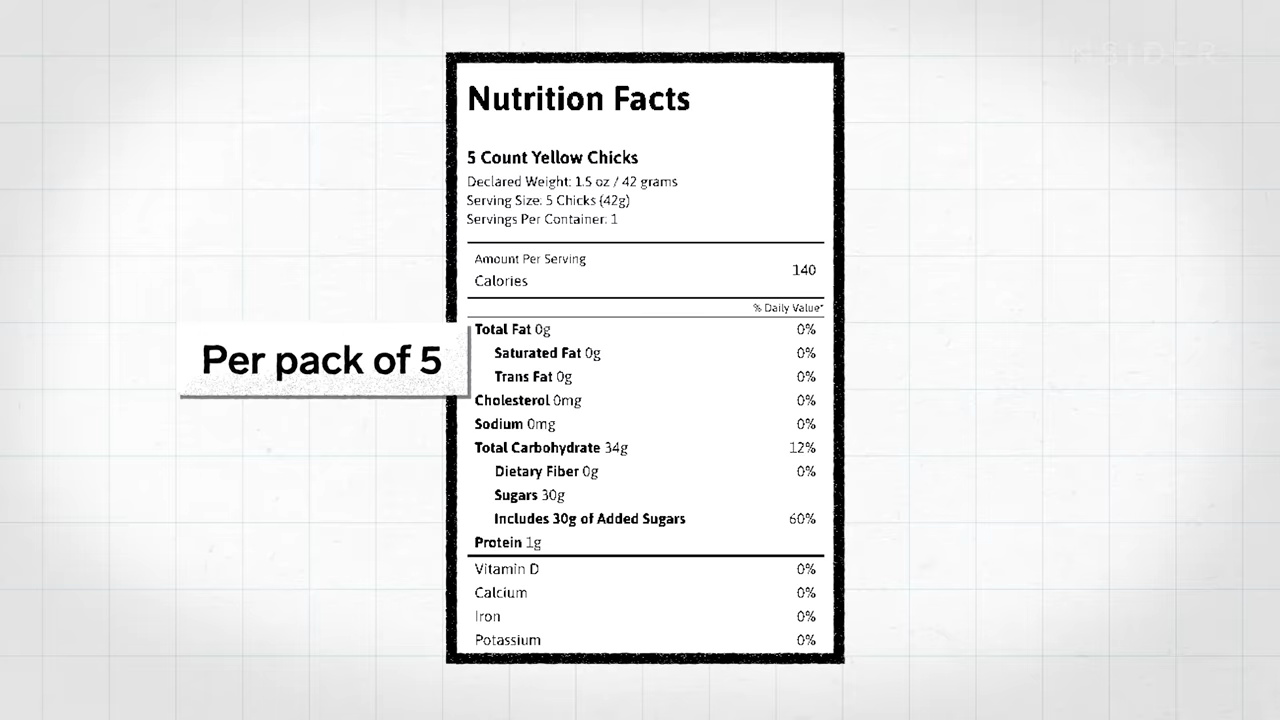 Nutrition Facts
5 Count Yellow Chicks
Declared Weight: 1.5 oz / 42 grams
Serving Size: 5 Chicks (42g)
Servings Per Container: 1
Amount Per Serving
Calories 140
% Daily Value*
Total Fat 0g 0%
Saturated Fat 0g 0%
Trans Fat 0g 0%
Cholesterol 0mg 0%
Sodium 0mg 0%
Total Carbohydrate 34g 12%
Dietary Fiber 0g 0%
Sugars 30g
Includes 30g of Added Sugars 60%
Protein 1g
Vitamin D 0%
Calcium 0%
Iron 0%
Potassium 0%
Per pack of 5
INSIDER